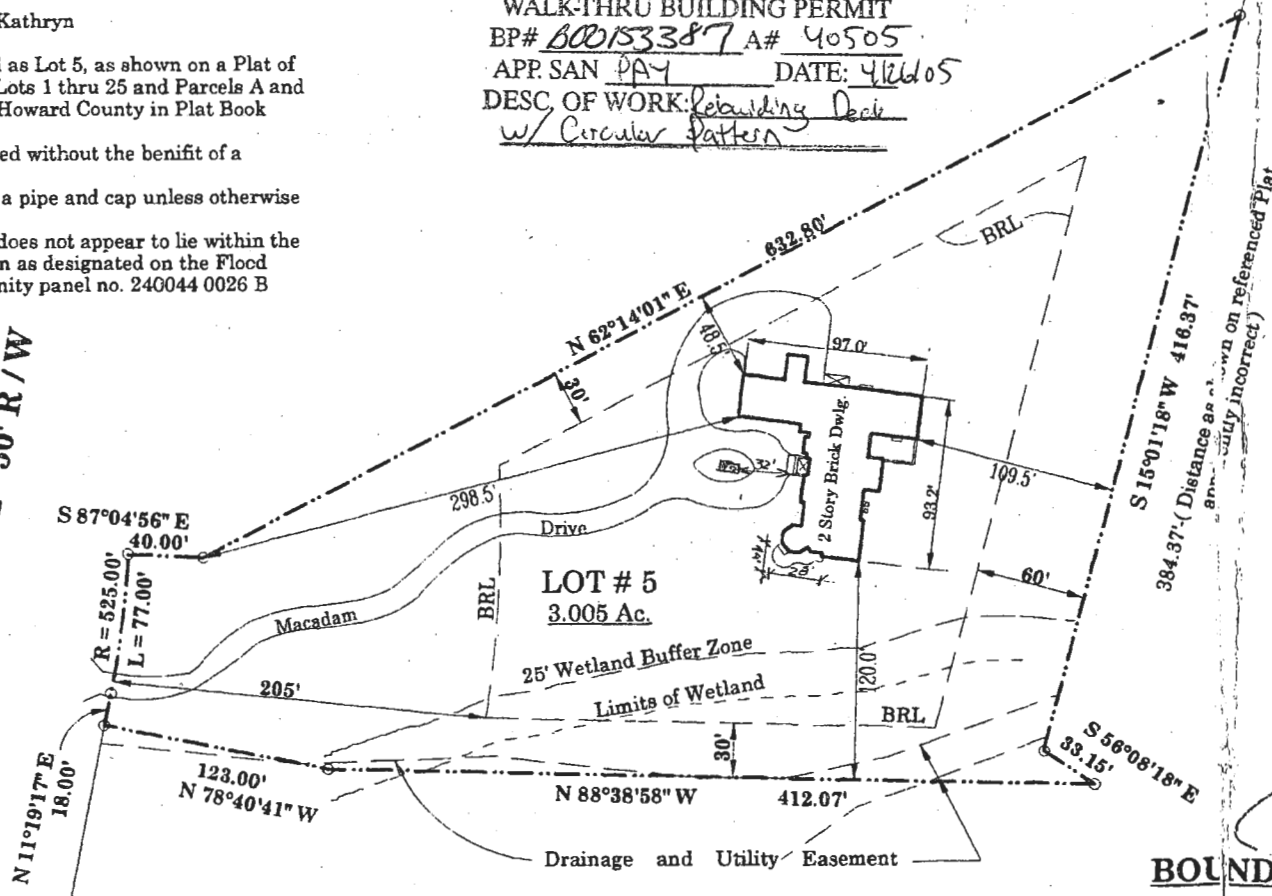 Kathryn
as Lot 5, as shown on a Plat of
Lots 1 thru 25 and Parcels A and
Howard County in Plat Book
ed without the benifit of a
a pipe and cap unless otherwise
does not appear to lie within the
n as designated on the Flood
nity panel no. 240044 0026 B
WALK-THRU BUILDING PERMIT
BP# B00153387 A# 40505
APP. SAN DATE:
DESC. OF WORK: Rebuilding Deck
w/ Circular Pattern
50' R/W
632.80'
N 62°14'01" E
BRL
48.5'
30'
97.0'
2 Story Brick Dwlg.
32'
109.5'
93.2'
298.5'
S 15°01'18" W 416.37'
384.37'-( Distance as shown on referenced Plat
incorrect )
S 87°04'56" E
40.00'
R = 525.00'
L = 77.00'
Drive
Macadam
BRL
LOT # 5
3.005 Ac.
28'
60'
25' Wetland Buffer Zone
Limits of Wetland
120.0'
205'
BRL
30'
S 56°08'18" E
33.15'
N 11°19'17" E
18.00'
123.00'
N 78°40'41" W
N 88°38'58" W 412.07'
Drainage and Utility Easement
BOUND